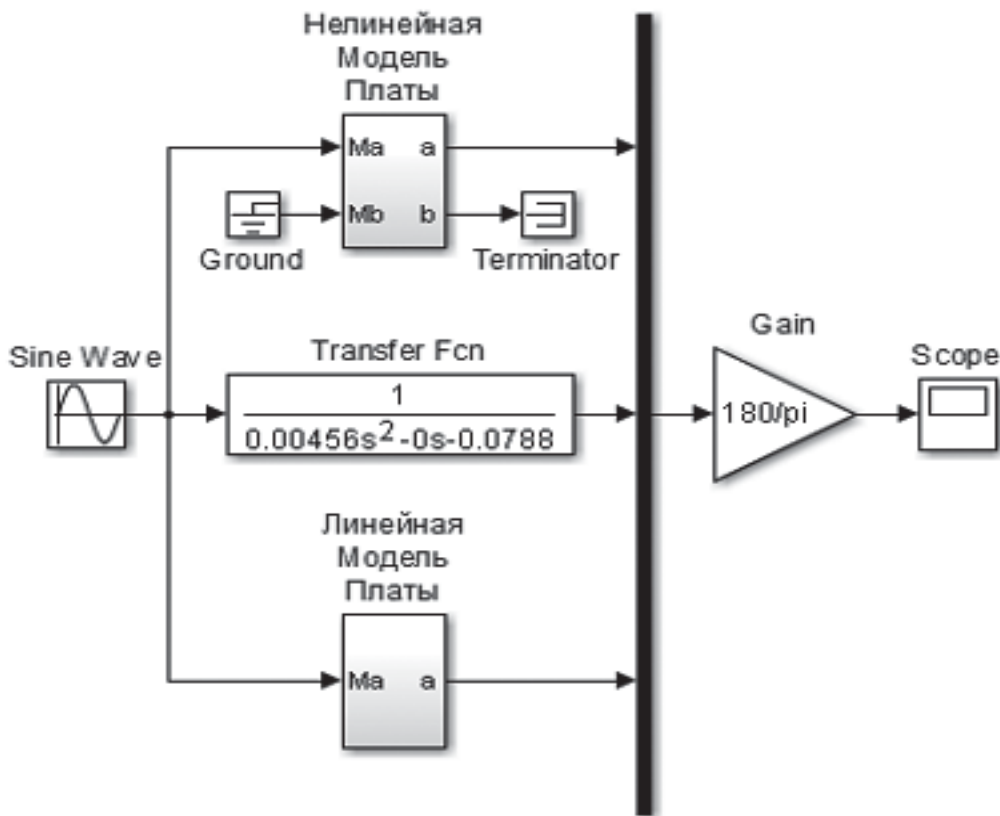 Нелинейная
Модель
Платы
Ma a
Mb b
Ground
Terminator
Sine Wave
Transfer Fcn
1
0.00456s²-0s-0.0788
Gain
180/pi
Scope
Линейная
Модель
Платы
Ma a